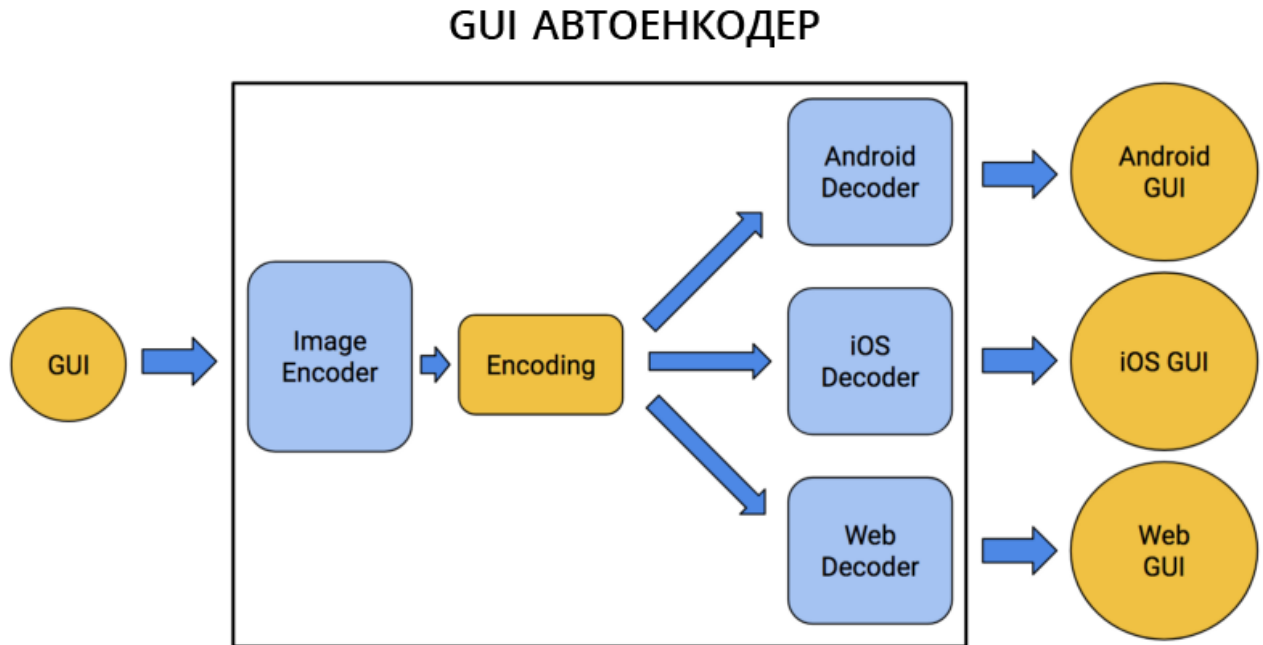 GUI АВТОЕНКОДЕР
GUI
Image
Encoder
Encoding
Android
Decoder
iOS
Decoder
Web
Decoder
Android
GUI
iOS GUI
Web
GUI